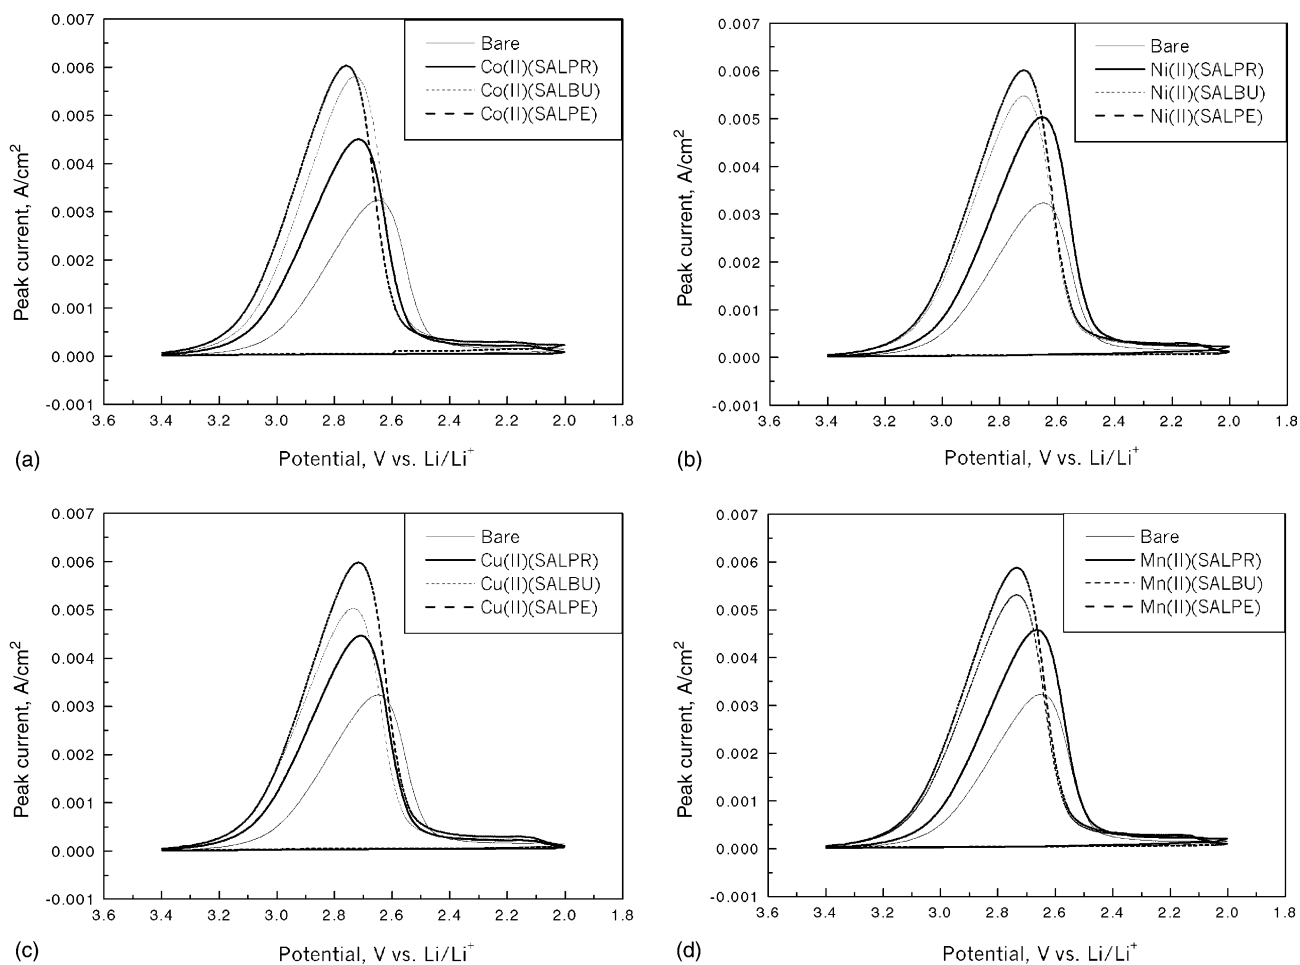 0.007
0.006
0.005
0.004
0.003
0.002
0.001
0.000
-0.001
Peak current, A/cm²
Bare
Co(II)(SALPR)
Co(II)(SALBU)
Co(II)(SALPE)
3.6 3.4 3.2 3.0 2.8 2.6 2.4 2.2 2.0 1.8
(a)
Potential, V vs. Li/Li⁺
0.007
0.006
0.005
0.004
0.003
0.002
0.001
0.000
-0.001
Peak current, A/cm²
Bare
Ni(II)(SALPR)
Ni(II)(SALBU)
Ni(II)(SALPE)
3.6 3.4 3.2 3.0 2.8 2.6 2.4 2.2 2.0 1.8
(b)
Potential, V vs. Li/Li⁺
0.007
0.006
0.005
0.004
0.003
0.002
0.001
0.000
-0.001
Peak current, A/cm²
Bare
Cu(II)(SALPR)
Cu(II)(SALBU)
Cu(II)(SALPE)
3.6 3.4 3.2 3.0 2.8 2.6 2.4 2.2 2.0 1.8
(c)
Potential, V vs. Li/Li⁺
0.007
0.006
0.005
0.004
0.003
0.002
0.001
0.000
-0.001
Peak current, A/cm²
Bare
Mn(II)(SALPR)
Mn(II)(SALBU)
Mn(II)(SALPE)
3.6 3.4 3.2 3.0 2.8 2.6 2.4 2.2 2.0 1.8
(d)
Potential, V vs. Li/Li⁺